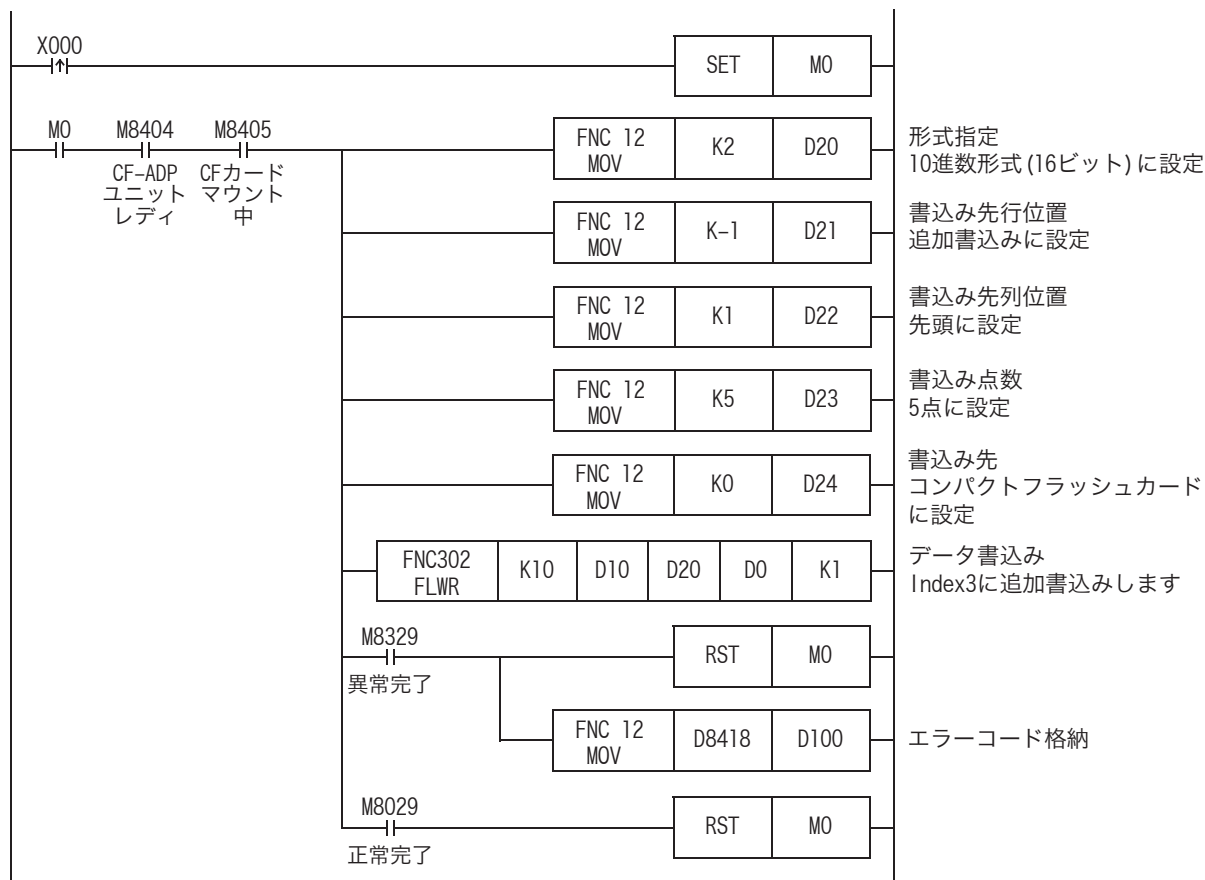 X000
SET M0
M0 M8404 M8405
CF-ADP
ユニット
レディ
CFカード
マウント
中
FNC 12
MOV
K2 D20
形式指定
10進数形式(16ビット)に設定
FNC 12
MOV
K-1 D21
書込み先行位置
追加書込みに設定
FNC 12
MOV
K1 D22
書込み先列位置
先頭に設定
FNC 12
MOV
K5 D23
書込み点数
5点に設定
FNC 12
MOV
K0 D24
書込み先
コンパクトフラッシュカード
に設定
FNC302
FLWR
K10 D10 D20 D0 K1
データ書込み
Index3に追加書込みします
M8329
異常完了
RST M0
FNC 12
MOV
D8418 D100
エラーコード格納
M8029
正常完了
RST M0